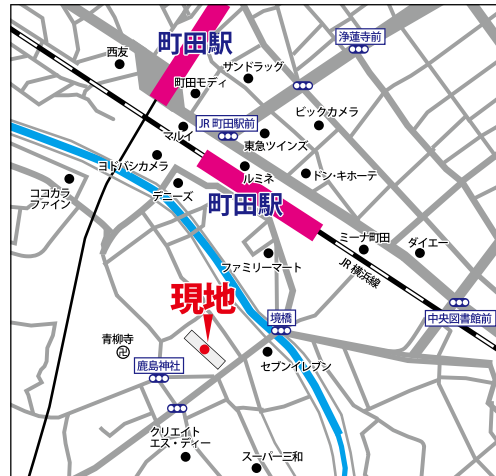 町田駅
浄蓮寺前
西友
サンドラッグ
町田モディ
ビックカメラ
JR町田駅前
マルイ
東急ツインズ
ヨドバシカメラ
ルミネ
ドン・キホーテ
ココカラ
ファイン
デニーズ
町田駅
ミーナ町田
ダイエー
JR横浜線
ファミリーマート
現地
境橋
中央図書館前
青柳寺
鹿島神社
セブンイレブン
クリエイト
エス・ディー
スーパー三和